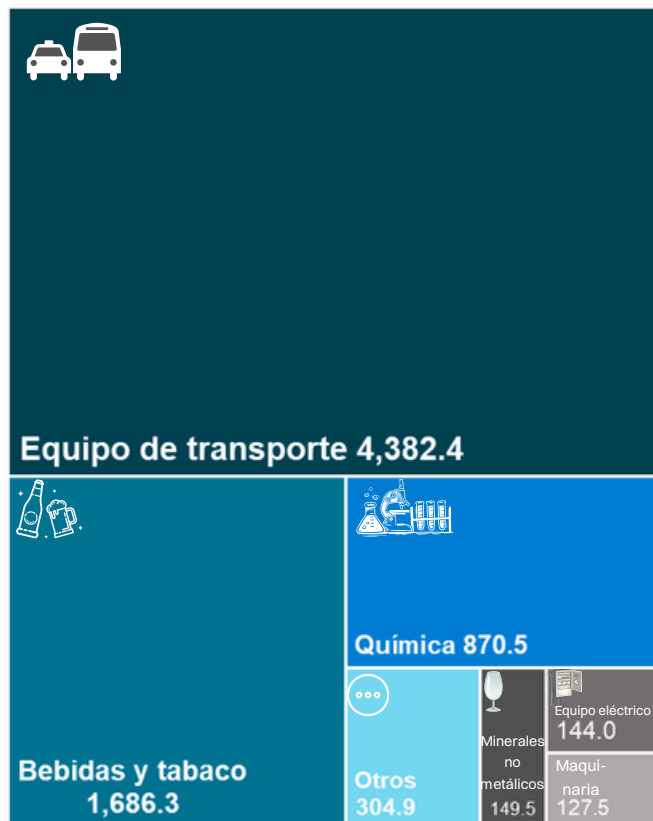 Equipo de transporte 4,382.4
Bebidas y tabaco
1,686.3
Química 870.5
Otros
304.9
Minerales
no
metálicos
149.5
Equipo eléctrico
144.0
Maqui-
naria
127.5